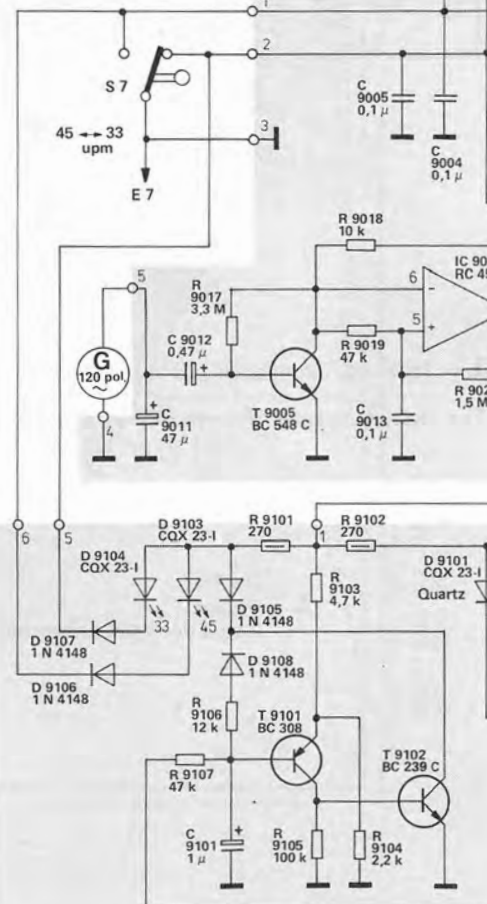 1
2
S 7
3
45 ↔ 33
upm
E 7
C
9005
0,1 µ
C
9004
0,1 µ
R 9018
10 k
5
R
9017
3,3 M
6
−
5
+
C 9012
0,47 µ
+
R 9019
47 k
G
120 pol.
~
4
+
C
9011
47 µ
T 9005
BC 548 C
C
9013
0,1 µ
1,5 M
6
5
D 9103
CQX 23-I
D 9104
R 9101
270
1
R 9102
270
D 9101
CQX 23-I
Quartz
R
9103
4,7 k
33
45
D 9105
1 N 4148
D 9107
1 N 4148
D 9106
1 N 4148
D 9108
1 N 4148
R
9106
12 k
T 9101
BC 308
T 9102
BC 239 C
R 9107
47 k
C
9101
1 µ
+
R
9105
100 k
R
9104
2,2 k